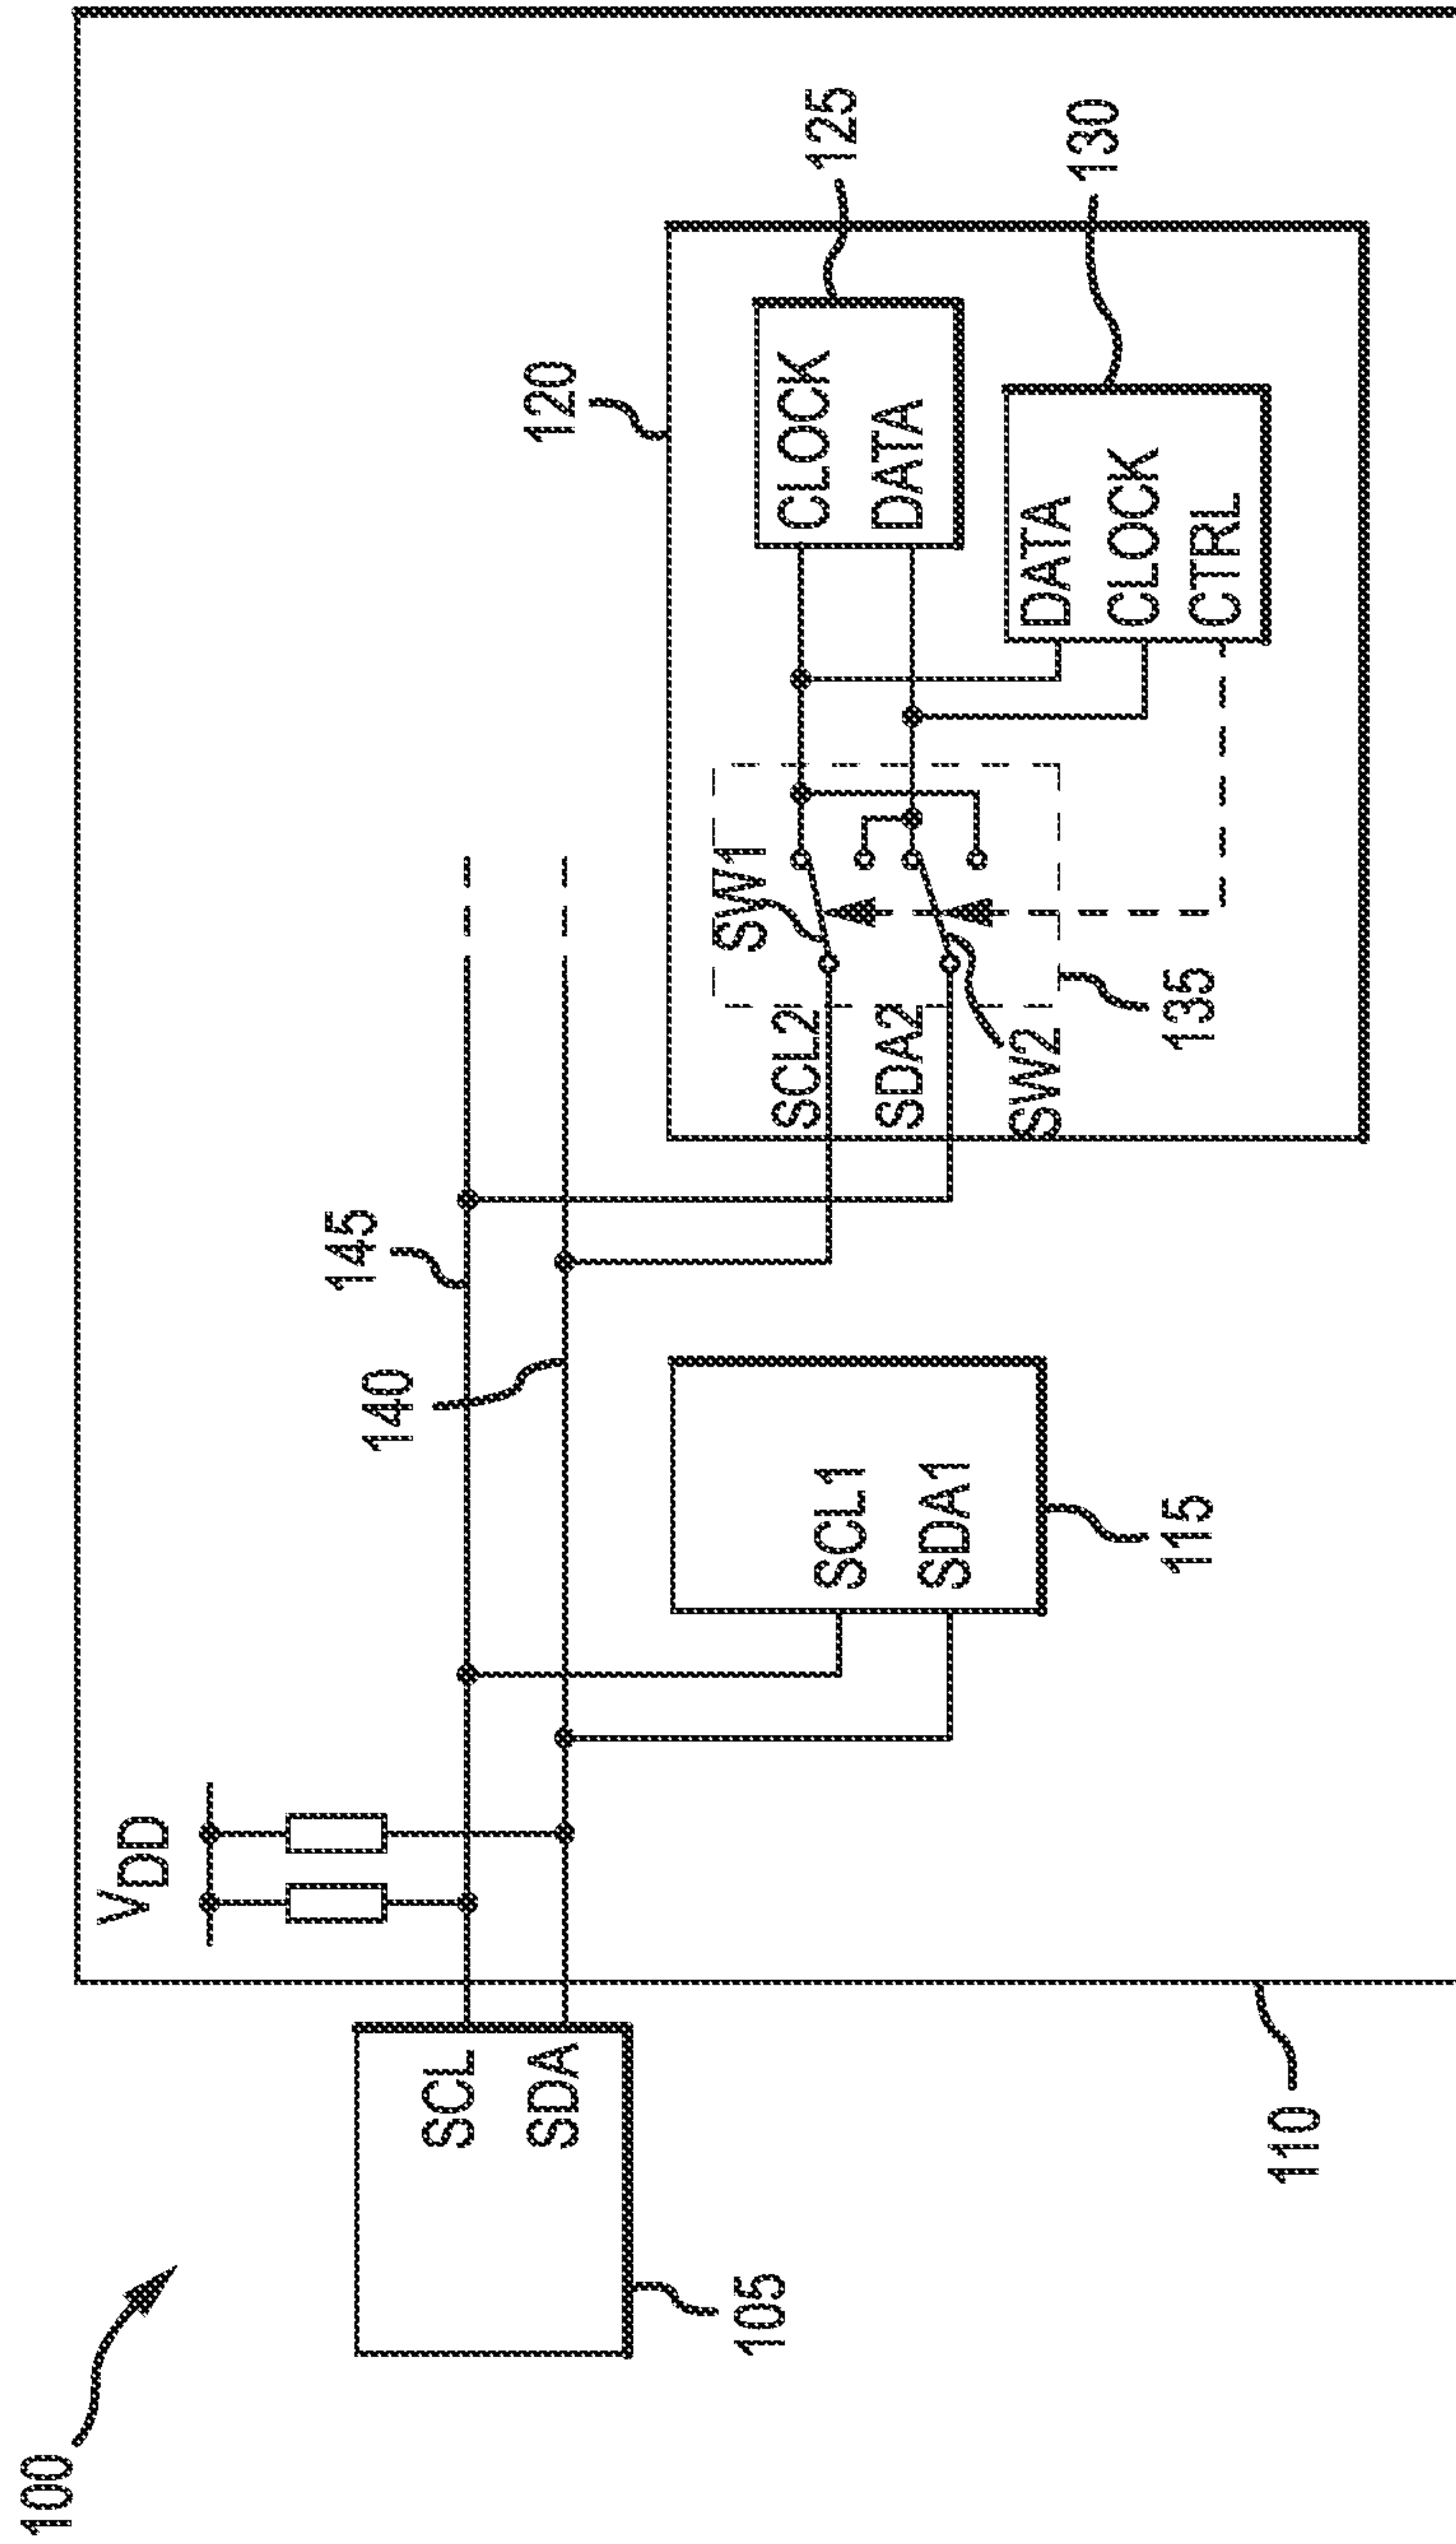 100
105
SCL
SDA
110
VDD
140
145
SCL1
SDA1
115
120
SCL2
SDA2
SW1
SW2
135
CLOCK
DATA
125
DATA
CLOCK
CTRL
130